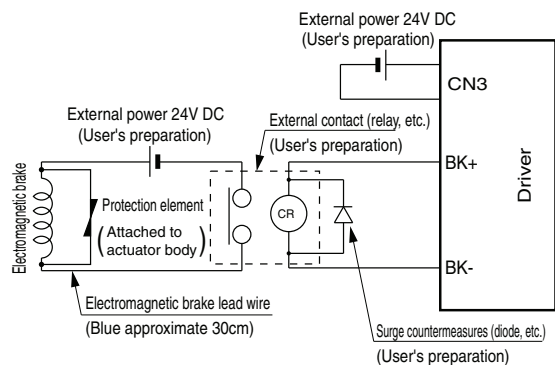 External power 24V DC
(User's preparation)
CN3
Driver
External power 24V DC
(User's preparation)
External contact (relay, etc.)
(User's preparation)
BK+
Electromagnetic brake
Protection element
(Attached to
actuator body)
CR
BK-
Electromagnetic brake lead wire
(Blue approximate 30cm)
Surge countermeasures (diode, etc.)
(User's preparation)